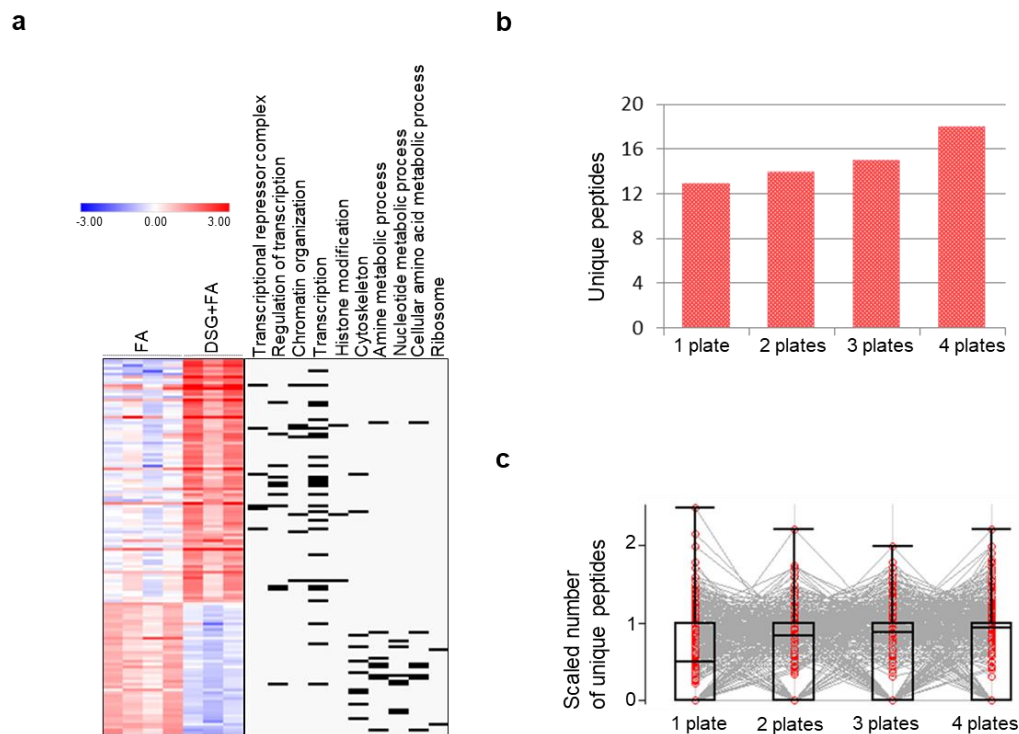 a
-3.00 0.00 3.00
FA
DSG+FA
Transcriptional repressor complex
Regulation of transcription
Chromatin organization
Transcription
Histone modification
Cytoskeleton
Amine metabolic process
Nucleotide metabolic process
Cellular amino acid metabolic process
Ribosome
b
Unique peptides
20
16
12
8
4
0
1 plate 2 plates 3 plates 4 plates
c
Scaled number
of unique peptides
2
1
0
1 plate 2 plates 3 plates 4 plates